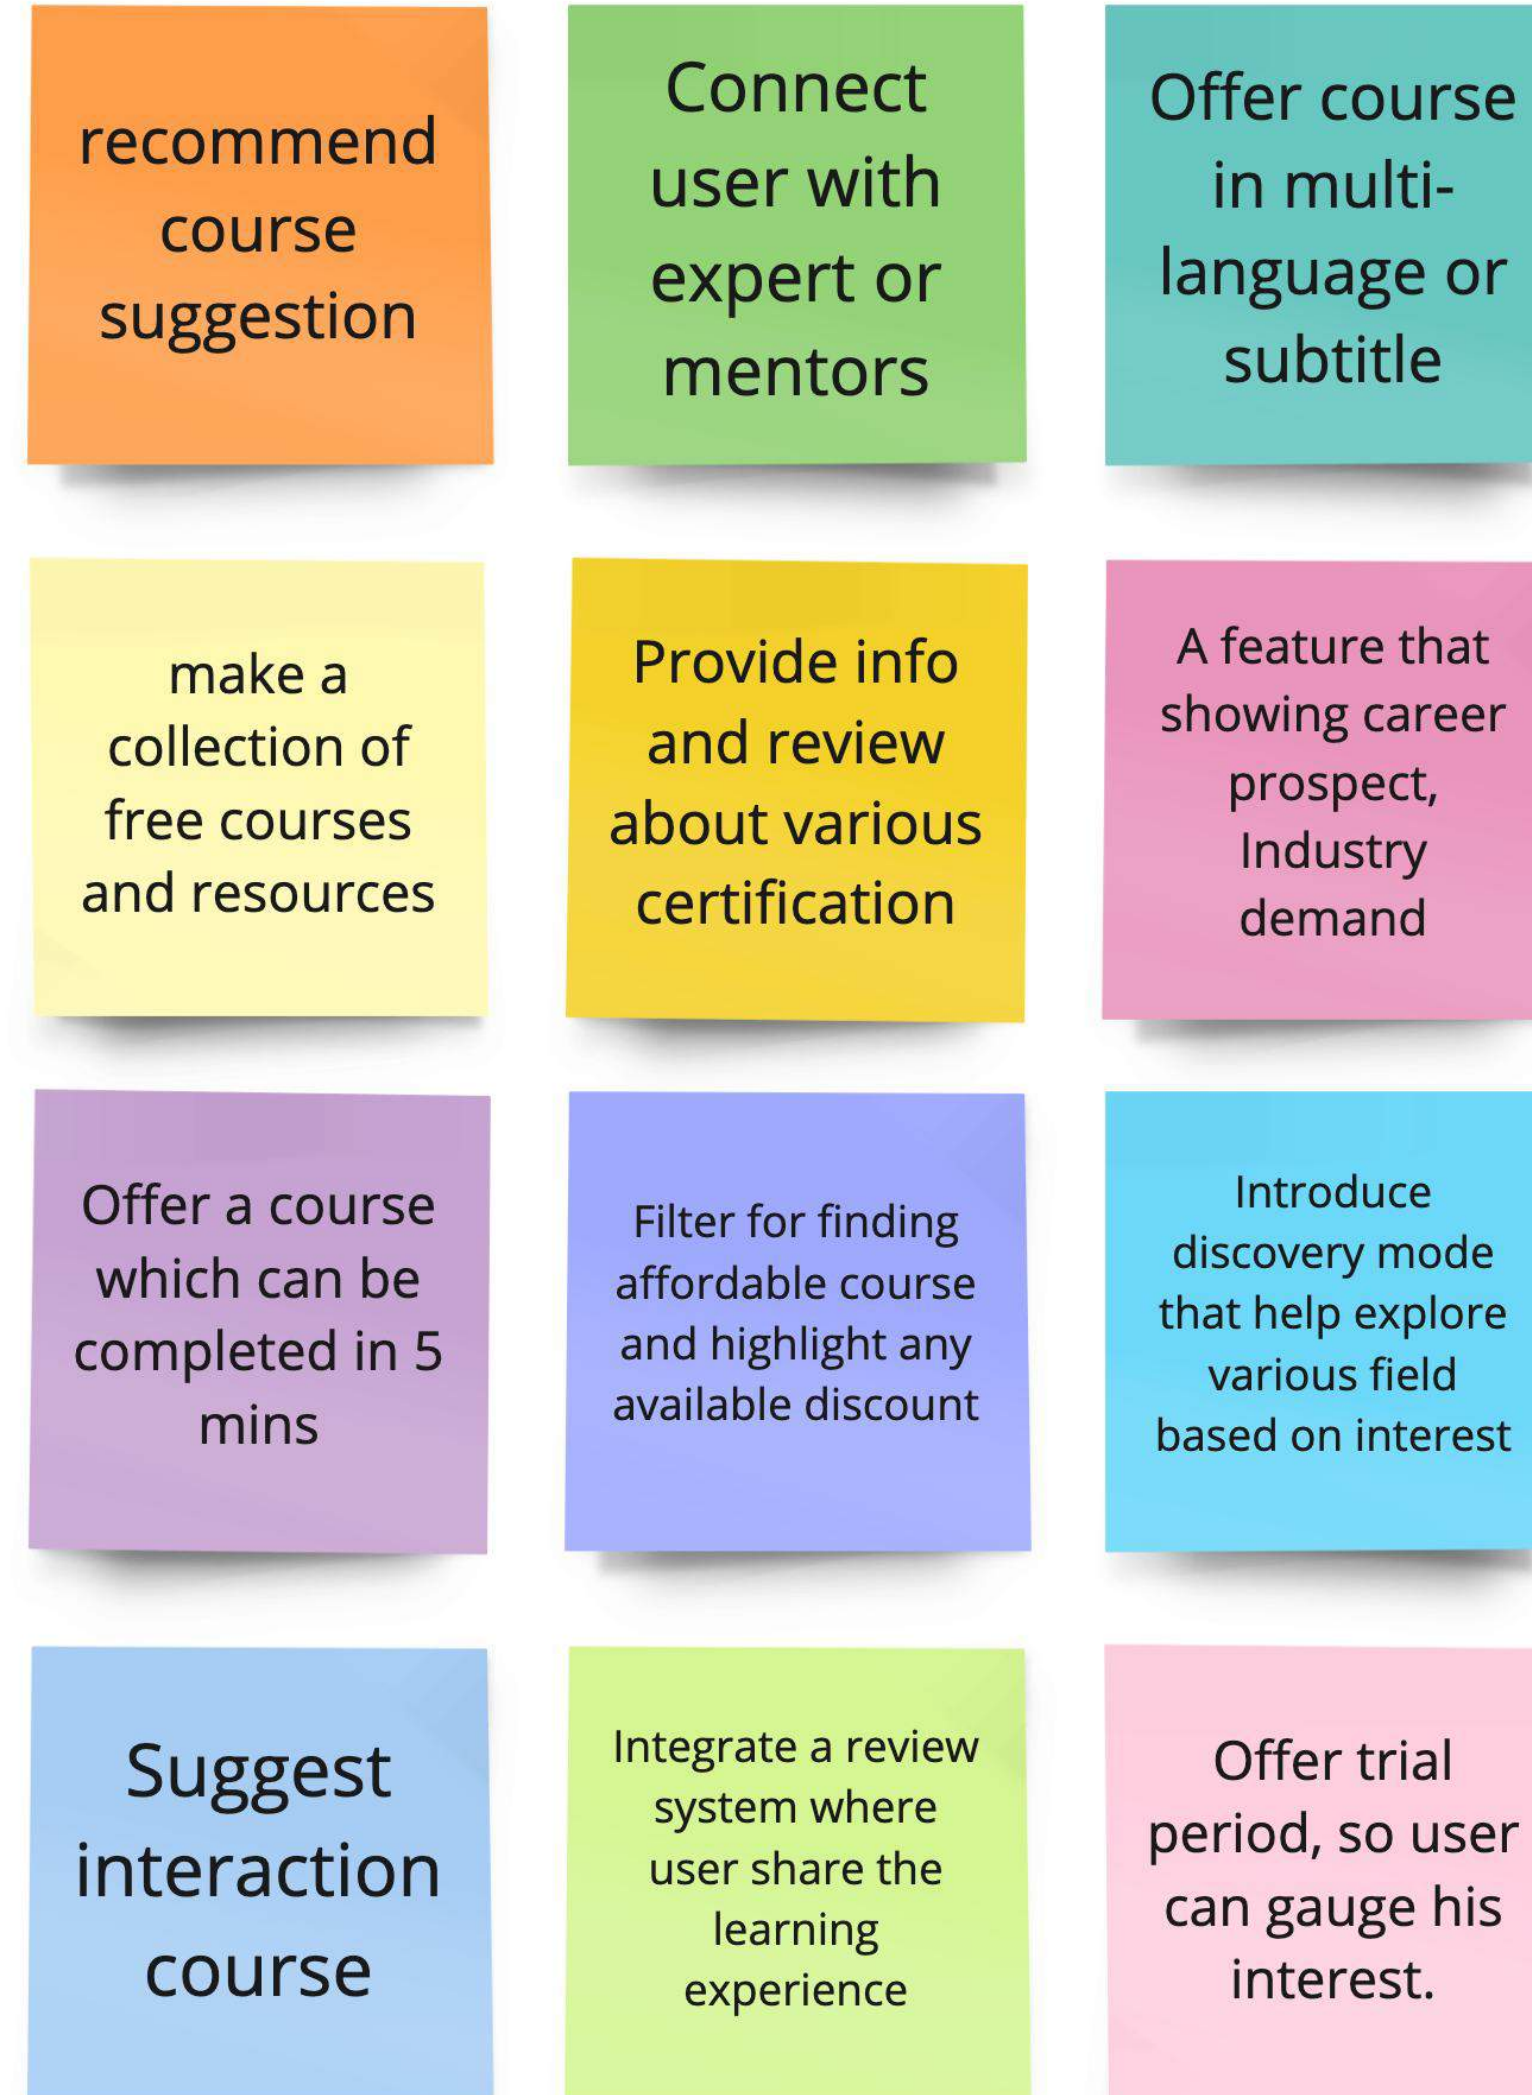 recommend
course
suggestion
Connect
user with
expert or
mentors
Offer course
in multi-
language or
subtitle
make a
collection of
free courses
and resources
Provide info
and review
about various
certification
A feature that
showing career
prospect,
Industry
demand
Offer a course
which can be
completed in 5
mins
Filter for finding
affordable course
and highlight any
available discount
Introduce
discovery mode
that help explore
various field
based on interest
Suggest
interaction
course
Integrate a review
system where
user share the
learning
experience
Offer trial
period, so user
can gauge his
interest.